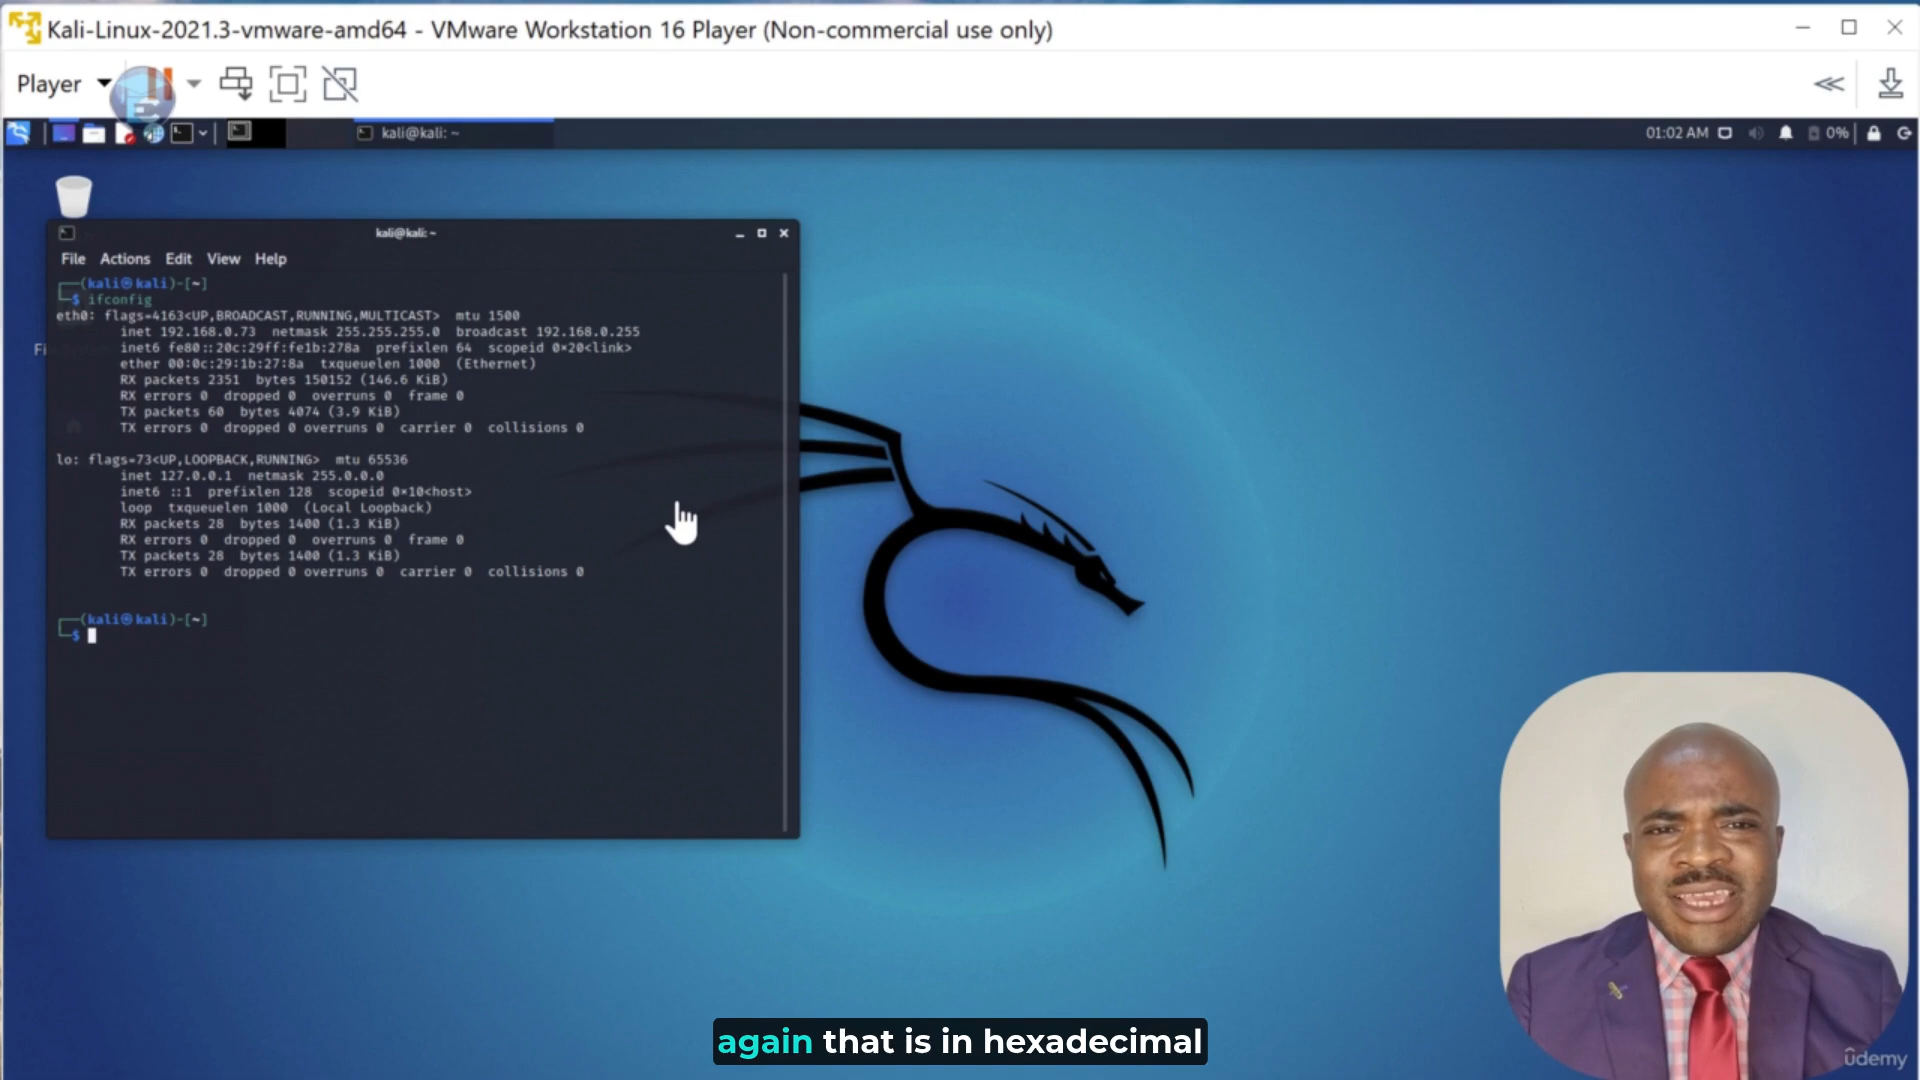 Kali-Linux-2021.3-vmware-amd64 - VMware Workstation 16 Player (Non-commercial use only)
Player
kali@kali: ~
01:02 AM
0%
kali@kali: ~
File Actions Edit View Help
(kali㉿kali)-[~]
$ ifconfig
eth0: flags=4163<UP,BROADCAST,RUNNING,MULTICAST>  mtu 1500
inet 192.168.0.73  netmask 255.255.255.0  broadcast 192.168.0.255
inet6 fe80::20c:29ff:fe1b:278a  prefixlen 64  scopeid 0×20<link>
ether 00:0c:29:1b:27:8a  txqueuelen 1000  (Ethernet)
RX packets 2351  bytes 150152 (146.6 KiB)
RX errors 0  dropped 0  overruns 0  frame 0
TX packets 60  bytes 4074 (3.9 KiB)
TX errors 0  dropped 0 overruns 0  carrier 0  collisions 0
lo: flags=73<UP,LOOPBACK,RUNNING>  mtu 65536
inet 127.0.0.1  netmask 255.0.0.0
inet6 ::1  prefixlen 128  scopeid 0×10<host>
loop  txqueuelen 1000  (Local Loopback)
RX packets 28  bytes 1400 (1.3 KiB)
RX errors 0  dropped 0  overruns 0  frame 0
TX packets 28  bytes 1400 (1.3 KiB)
TX errors 0  dropped 0 overruns 0  carrier 0  collisions 0
(kali㉿kali)-[~]
$
again that is in hexadecimal
ûdemy